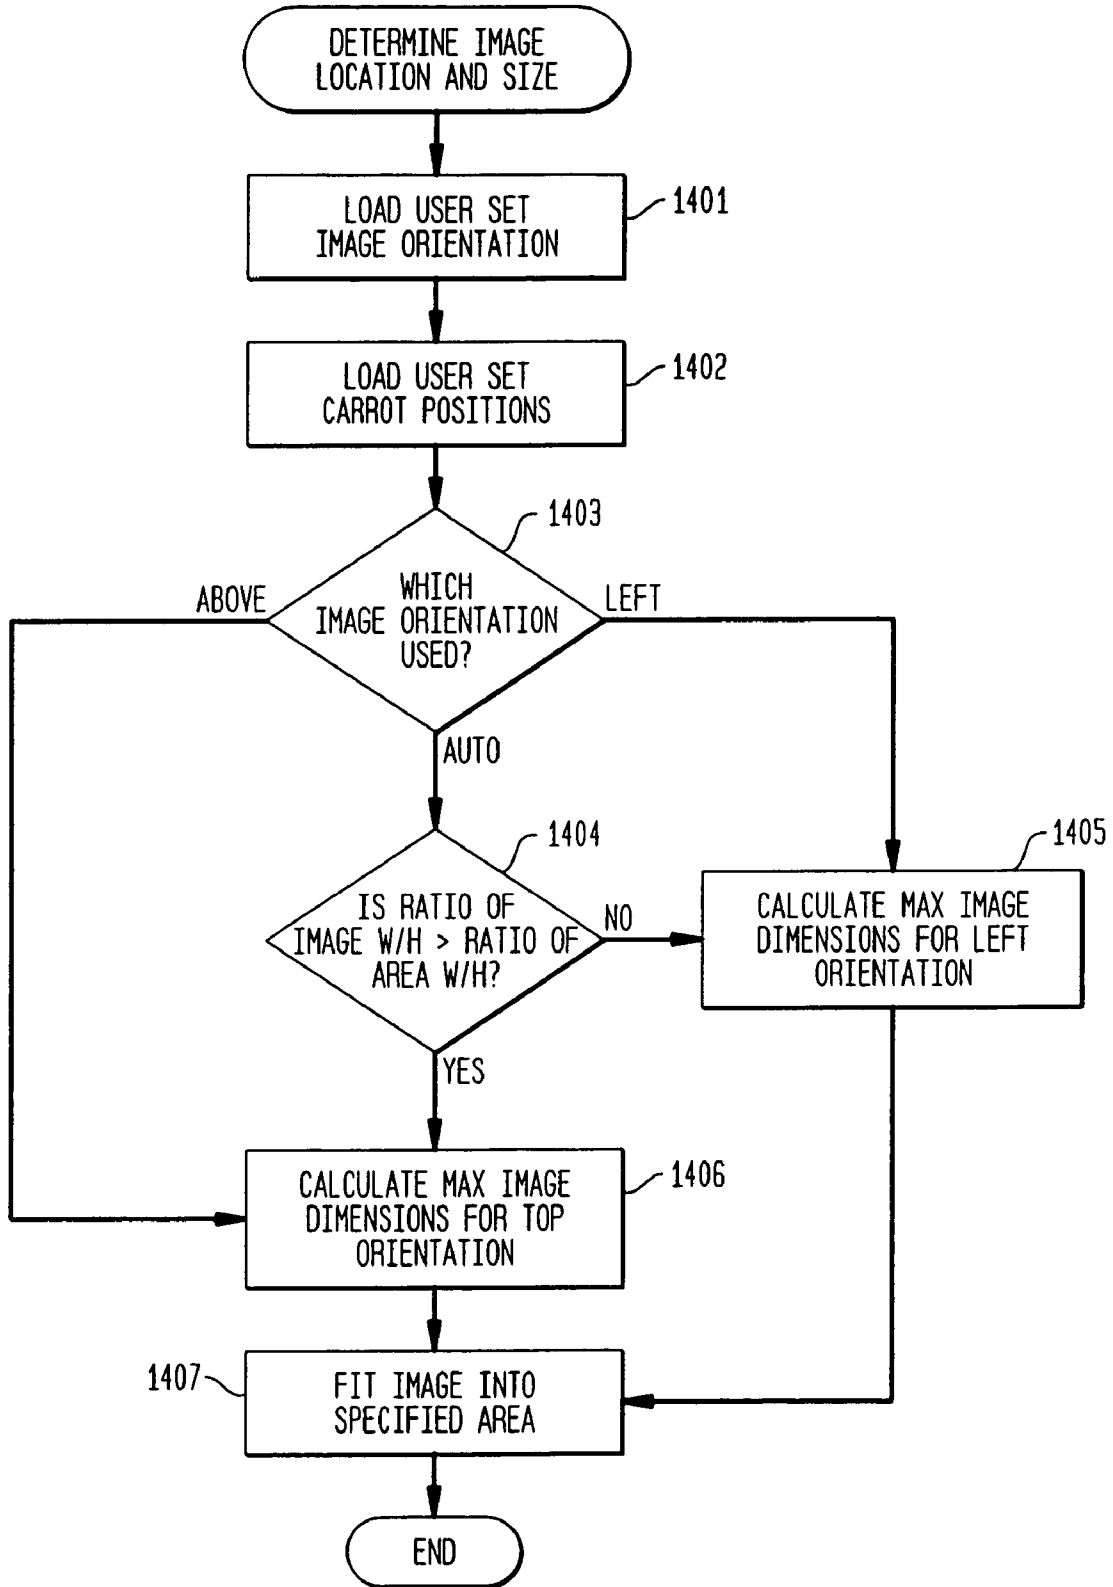 DETERMINE IMAGE
LOCATION AND SIZE
LOAD USER SET
IMAGE ORIENTATION
1401
LOAD USER SET
CARROT POSITIONS
1402
1403
WHICH
IMAGE ORIENTATION
USED?
ABOVE
LEFT
AUTO
1404
IS RATIO OF
IMAGE W/H > RATIO OF
AREA W/H?
NO
YES
1405
CALCULATE MAX IMAGE
DIMENSIONS FOR LEFT
ORIENTATION
CALCULATE MAX IMAGE
DIMENSIONS FOR TOP
ORIENTATION
1406
1407
FIT IMAGE INTO
SPECIFIED AREA
END